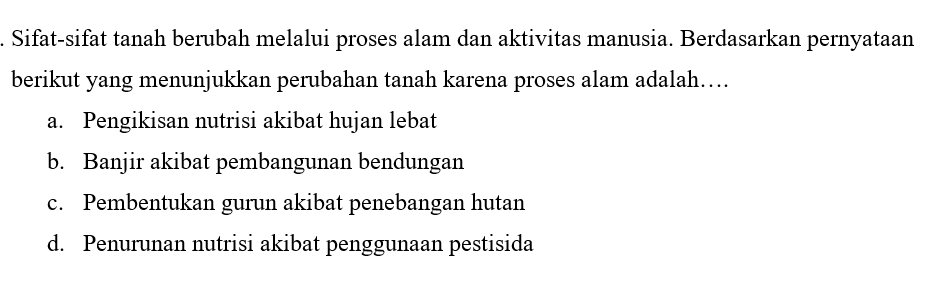 . Sifat-sifat tanah berubah melalui proses alam dan aktivitas manusia. Berdasarkan pernyataan
berikut yang menunjukkan perubahan tanah karena proses alam adalah….
a. Pengikisan nutrisi akibat hujan lebat
b. Banjir akibat pembangunan bendungan
c. Pembentukan gurun akibat penebangan hutan
d. Penurunan nutrisi akibat penggunaan pestisida